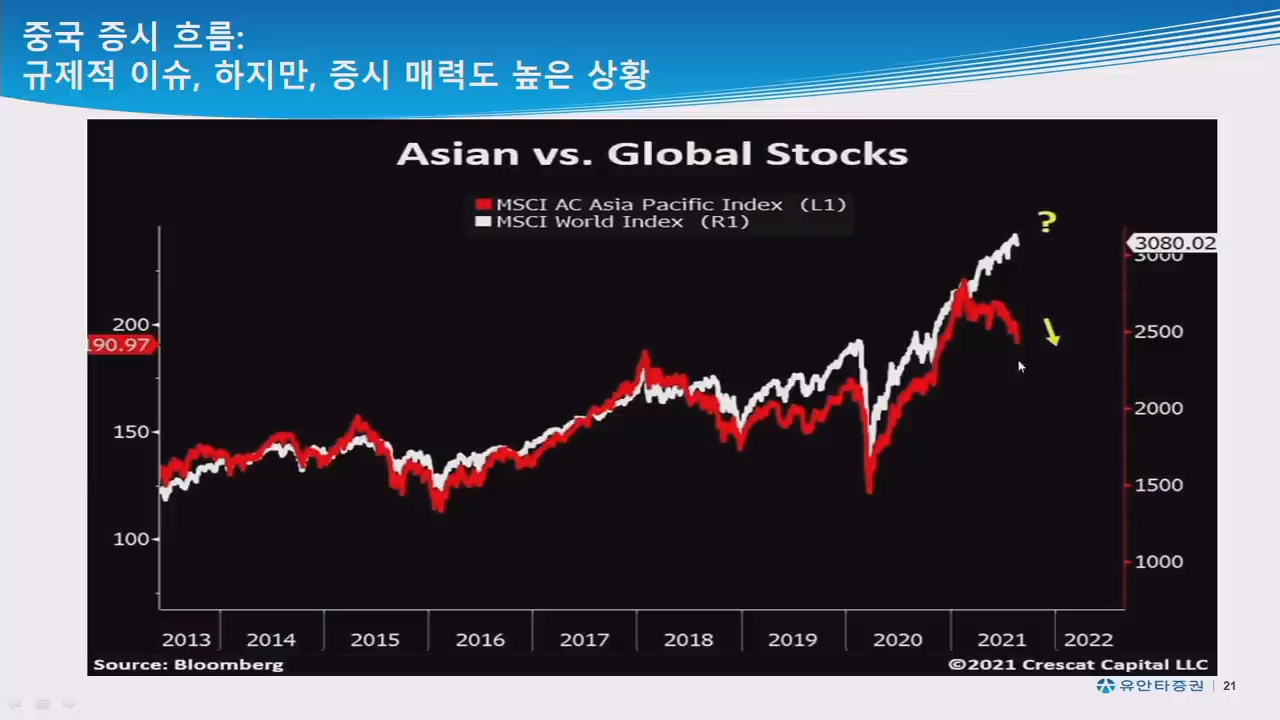 중국 증시 흐름:
규제적 이슈, 하지만, 증시 매력도 높은 상황
Asian vs. Global Stocks
MSCI AC Asia Pacific Index (L1)
MSCI World Index (R1)
?
3080.02
3000
200
190.97
2500
2000
150
1500
100
1000
2013 2014 2015 2016 2017 2018 2019 2020 2021 2022
Source: Bloomberg
©2021 Crescat Capital LLC
유안타증권 | 21